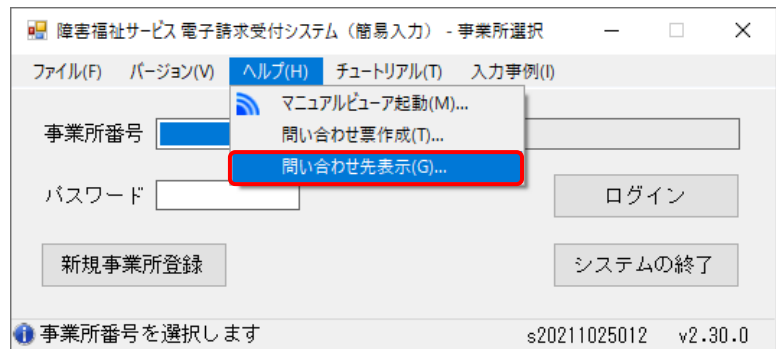 障害福祉サービス 電子請求受付システム（簡易入力） - 事業所選択
ファイル(F) バージョン(V) ヘルプ(H) チュートリアル(T) 入力事例(I)
マニュアルビューア起動(M)...
問い合わせ票作成(T)...
問い合わせ先表示(G)...
事業所番号
パスワード
ログイン
新規事業所登録
システムの終了
事業所番号を選択します s20211025012 v2.30.0